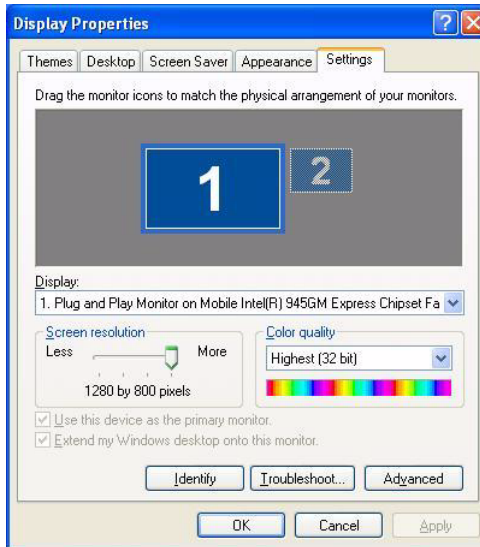 Display Properties
?
X
Themes
Desktop
Screen Saver
Appearance
Settings
Drag the monitor icons to match the physical arrangement of your monitors.
1
2
Display:
1. Plug and Play Monitor on Mobile Intel(R) 945GM Express Chipset Fa
Screen resolution
Less
More
1280 by 800 pixels
Color quality
Highest (32 bit)
Use this device as the primary monitor.
Extend my Windows desktop onto this monitor.
Identify
Troubleshoot...
Advanced
OK
Cancel
Apply